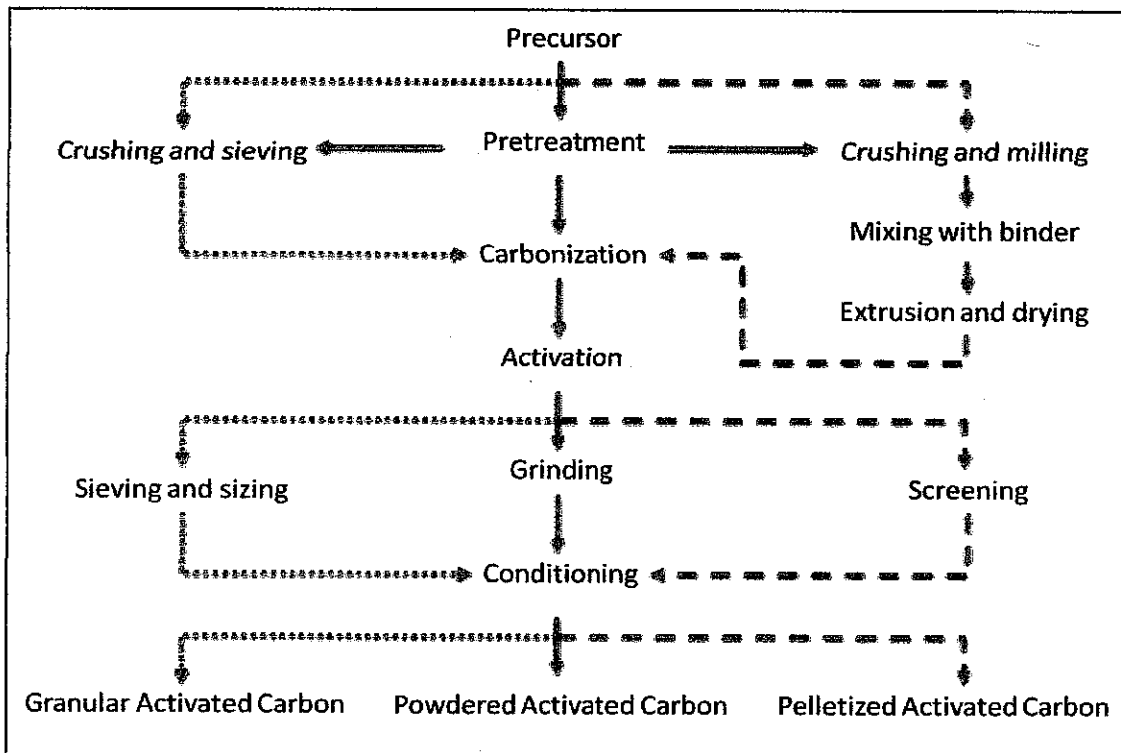 Precursor
Crushing and sieving
Pretreatment
Crushing and milling
Mixing with binder
Carbonization
Extrusion and drying
Activation
Sieving and sizing
Grinding
Screening
Conditioning
Granular Activated Carbon
Powdered Activated Carbon
Pelletized Activated Carbon